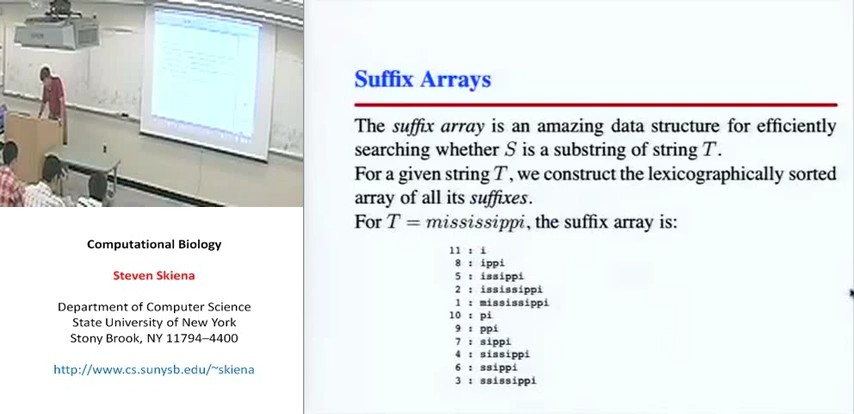 Computational Biology
Steven Skiena
Department of Computer Science
State University of New York
Stony Brook, NY 11794–4400
http://www.cs.sunysb.edu/~skiena
Suffix Arrays
The suffix array is an amazing data structure for efficiently
searching whether S is a substring of string T.
For a given string T, we construct the lexicographically sorted
array of all its suffixes.
For T = mississippi, the suffix array is:
11 : i
8 : ippi
5 : issippi
2 : ississippi
1 : mississippi
10 : pi
9 : ppi
7 : sippi
4 : sissippi
6 : ssippi
3 : ssissippi